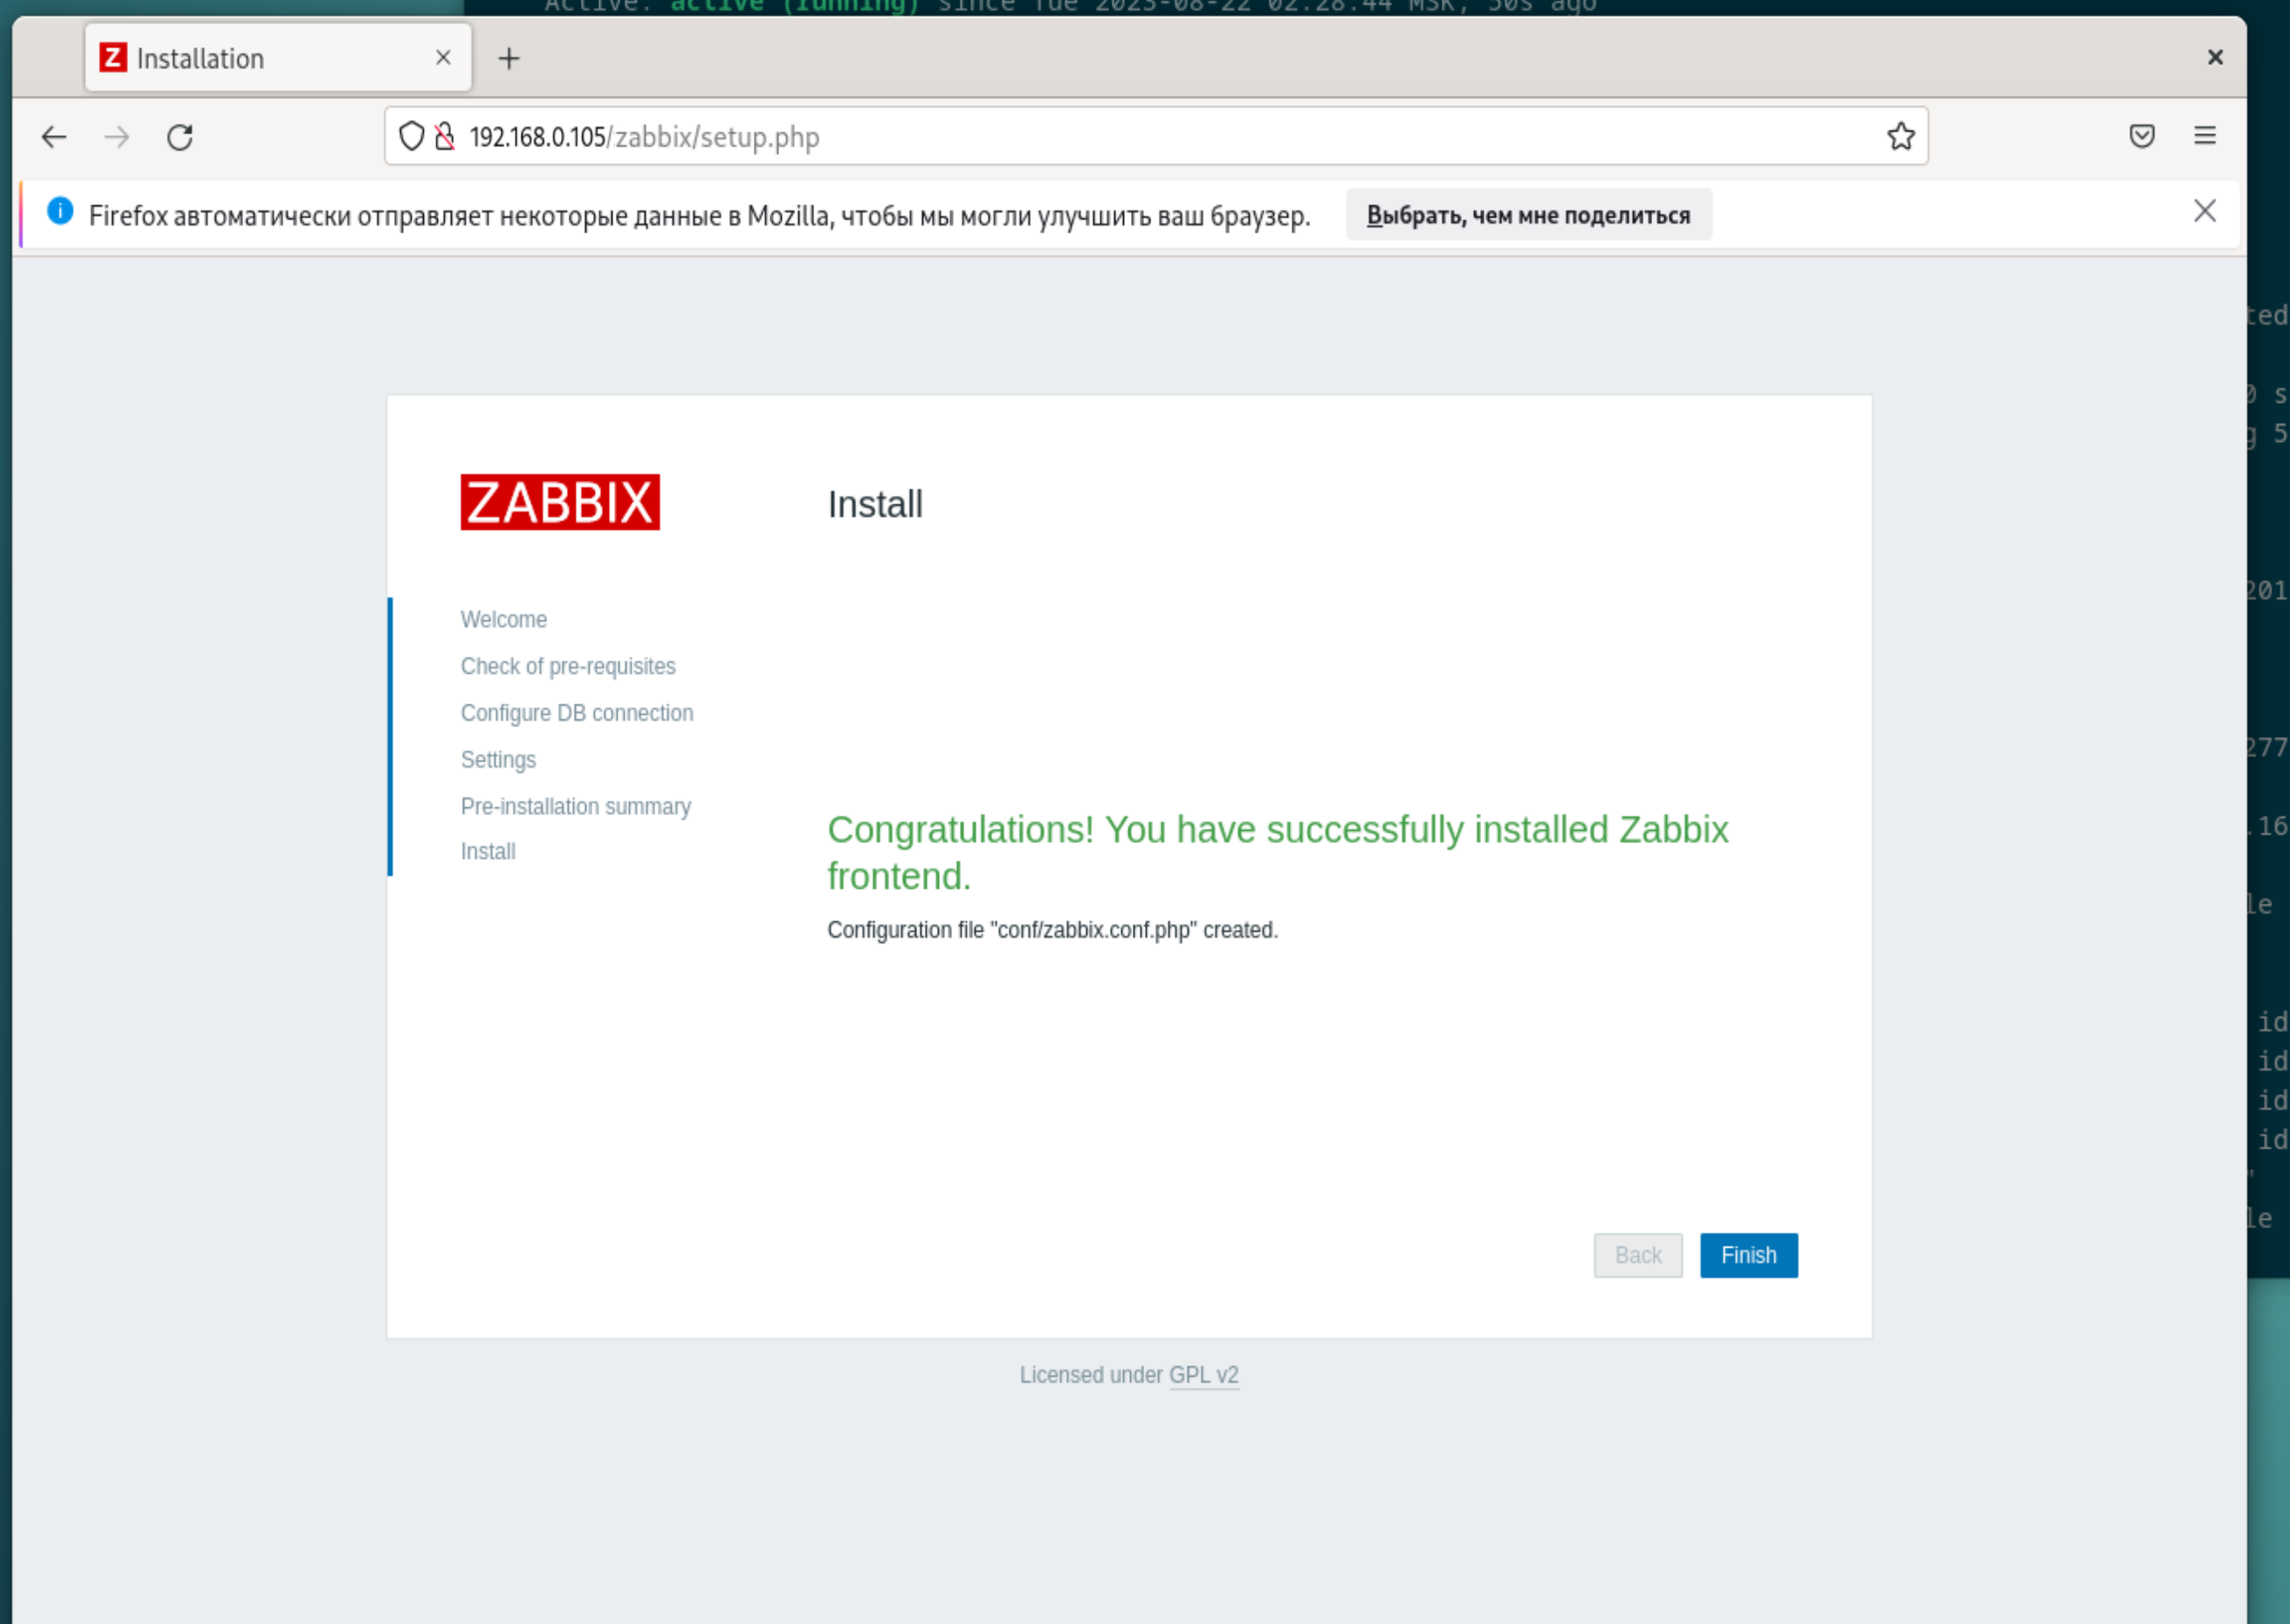 Active: active (running) since Tue 2023-08-22 02:28:44 MSK; 50s ago
Installation
192.168.0.105/zabbix/setup.php
Firefox автоматически отправляет некоторые данные в Mozilla, чтобы мы могли улучшить ваш браузер.
Выбрать, чем мне поделиться
ted
0 s
g 5
ZABBIX
Install
201
Welcome
Check of pre-requisites
Configure DB connection
277
Settings
Pre-installation summary
.16
Install
Congratulations! You have successfully installed Zabbix
frontend.
le
Configuration file "conf/zabbix.conf.php" created.
id
id
id
id
le
Back
Finish
Licensed under GPL v2